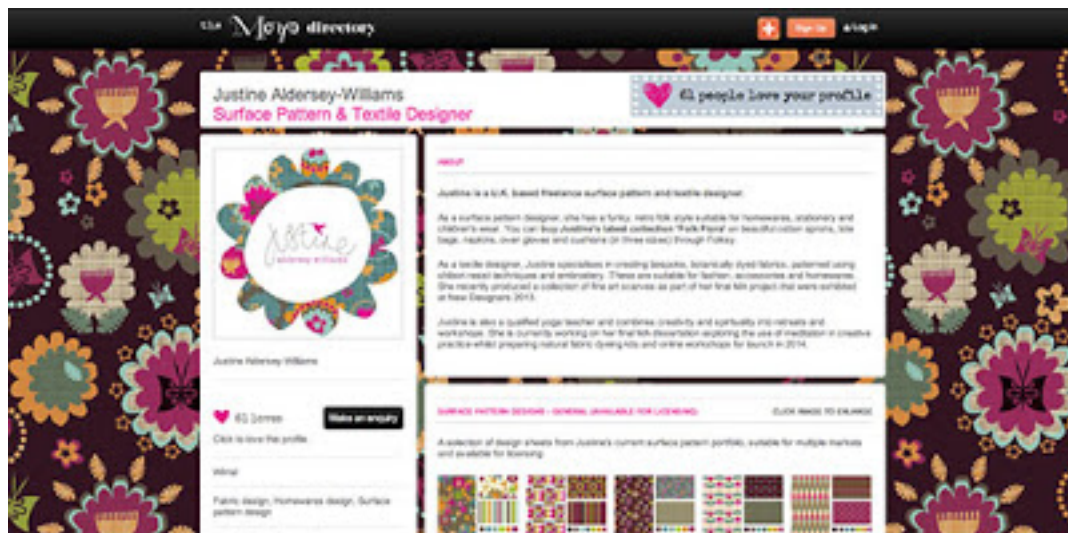 the Moyo directory
Sign Up
Login
Justine Aldersey-Williams
Surface Pattern & Textile Designer
61 people love your profile
justine
aldersey-williams
ABOUT
Justine is a U.K. based freelance surface pattern and textile designer.
As a surface pattern designer, she has a funky, retro folk style suitable for homewares, stationery and
children's wear. You can buy Justine's latest collection 'Folk Flora' on beautiful cotton aprons, tote
bags, napkins, oven gloves and cushions (in three sizes) through Folksy.
As a textile designer, Justine specialises in creating bespoke, botanically dyed fabrics, patterned using
shibori resist techniques and embroidery. These are suitable for fashion, accessories and homewares.
She recently produced a collection of fine art scarves as part of her final MA project that were exhibited
at New Designers 2013.
Justine is also a qualified yoga teacher and combines creativity and spirituality into retreats and
workshops. She is currently working on her final MA dissertation exploring the use of meditation in creative
practice whilst preparing natural fabric dyeing kits and online workshops for launch in 2014.
Justine Aldersey-Williams
61 Loves
Make an enquiry
Click to love the profile
Wirral
Fabric design, Homewares design, Surface
pattern design
SURFACE PATTERN DESIGNS - GENERAL (AVAILABLE FOR LICENSING)
CLICK IMAGE TO ENLARGE
A selection of design sheets from Justine's current surface pattern portfolio, suitable for multiple markets
and available for licensing